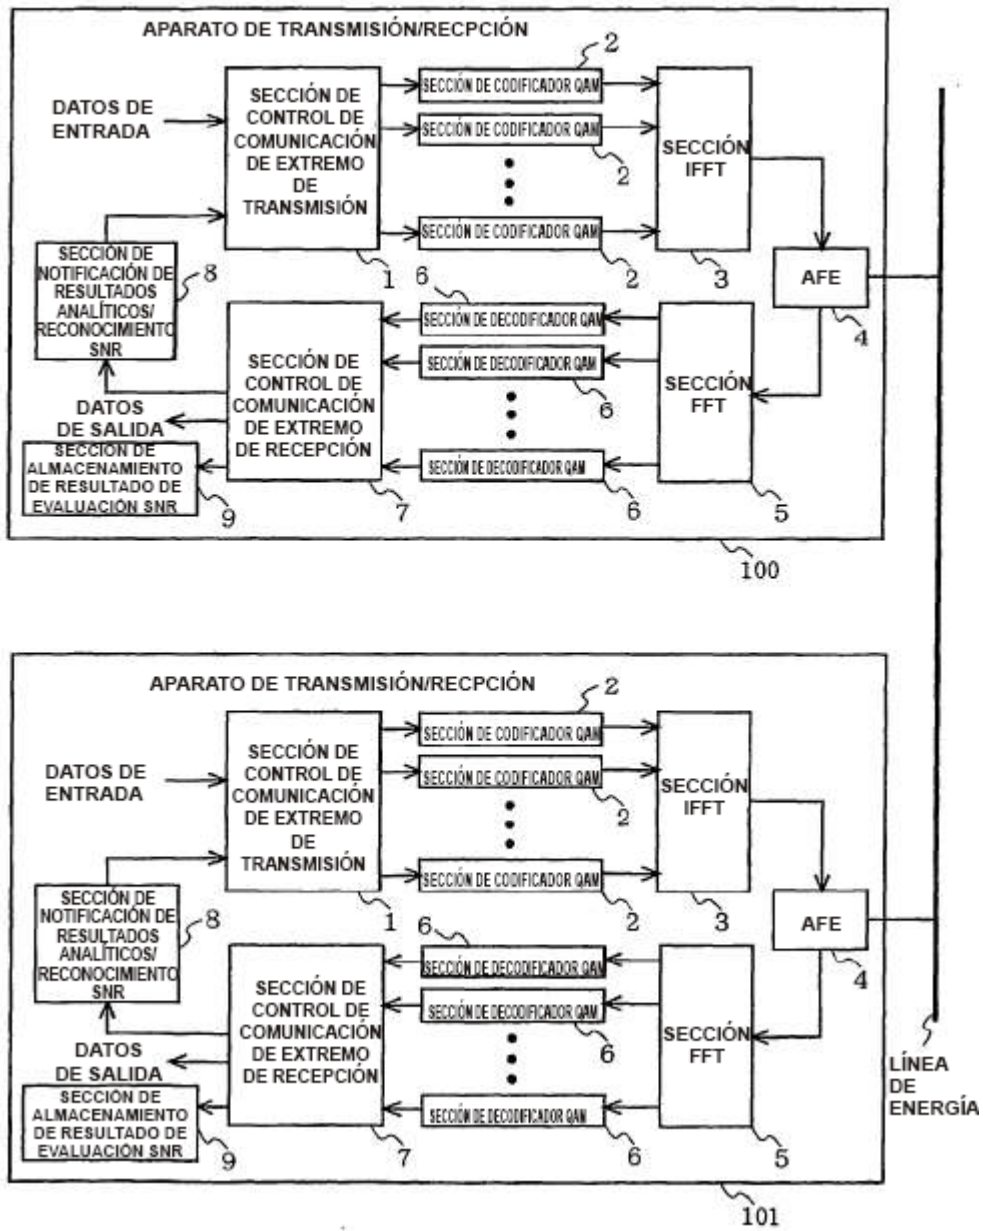 APARATO DE TRANSMISIÓN/RECPCIÓN
DATOS DE
ENTRADA
SECCIÓN DE
CONTROL DE
COMUNICACIÓN
DE EXTREMO
DE
TRANSMISIÓN
1
SECCIÓN DE CODIFICADOR QAM
2
SECCIÓN DE CODIFICADOR QAM
2
SECCIÓN DE CODIFICADOR QAM
2
SECCIÓN
IFFT
3
AFE
4
SECCIÓN DE
NOTIFICACIÓN DE
RESULTADOS
ANALÍTICOS/
RECONOCIMIENTO
SNR
8
SECCIÓN DE
CONTROL DE
COMUNICACIÓN
DE EXTREMO
DE RECEPCIÓN
7
6
SECCIÓN DE DECODIFICADOR QAM
SECCIÓN DE DECODIFICADOR QAM
6
SECCIÓN DE DECODIFICADOR QAM
6
SECCIÓN
FFT
5
DATOS
DE SALIDA
SECCIÓN DE
ALMACENAMIENTO
DE RESULTADO DE
EVALUACIÓN SNR
9
100
APARATO DE TRANSMISIÓN/RECPCIÓN
DATOS DE
ENTRADA
SECCIÓN DE
CONTROL DE
COMUNICACIÓN
DE EXTREMO
DE
TRANSMISIÓN
1
SECCIÓN DE CODIFICADOR QAM
2
SECCIÓN DE CODIFICADOR QAM
2
SECCIÓN DE CODIFICADOR QAM
2
SECCIÓN
IFFT
3
AFE
4
SECCIÓN DE
NOTIFICACIÓN DE
RESULTADOS
ANALÍTICOS/
RECONOCIMIENTO
SNR
8
SECCIÓN DE
CONTROL DE
COMUNICACIÓN
DE EXTREMO
DE RECEPCIÓN
7
6
SECCIÓN DE DECODIFICADOR QAM
SECCIÓN DE DECODIFICADOR QAM
6
SECCIÓN DE DECODIFICADOR QAM
6
SECCIÓN
FFT
5
DATOS
DE SALIDA
SECCIÓN DE
ALMACENAMIENTO
DE RESULTADO DE
EVALUACIÓN SNR
9
101
LÍNEA
DE
ENERGÍA